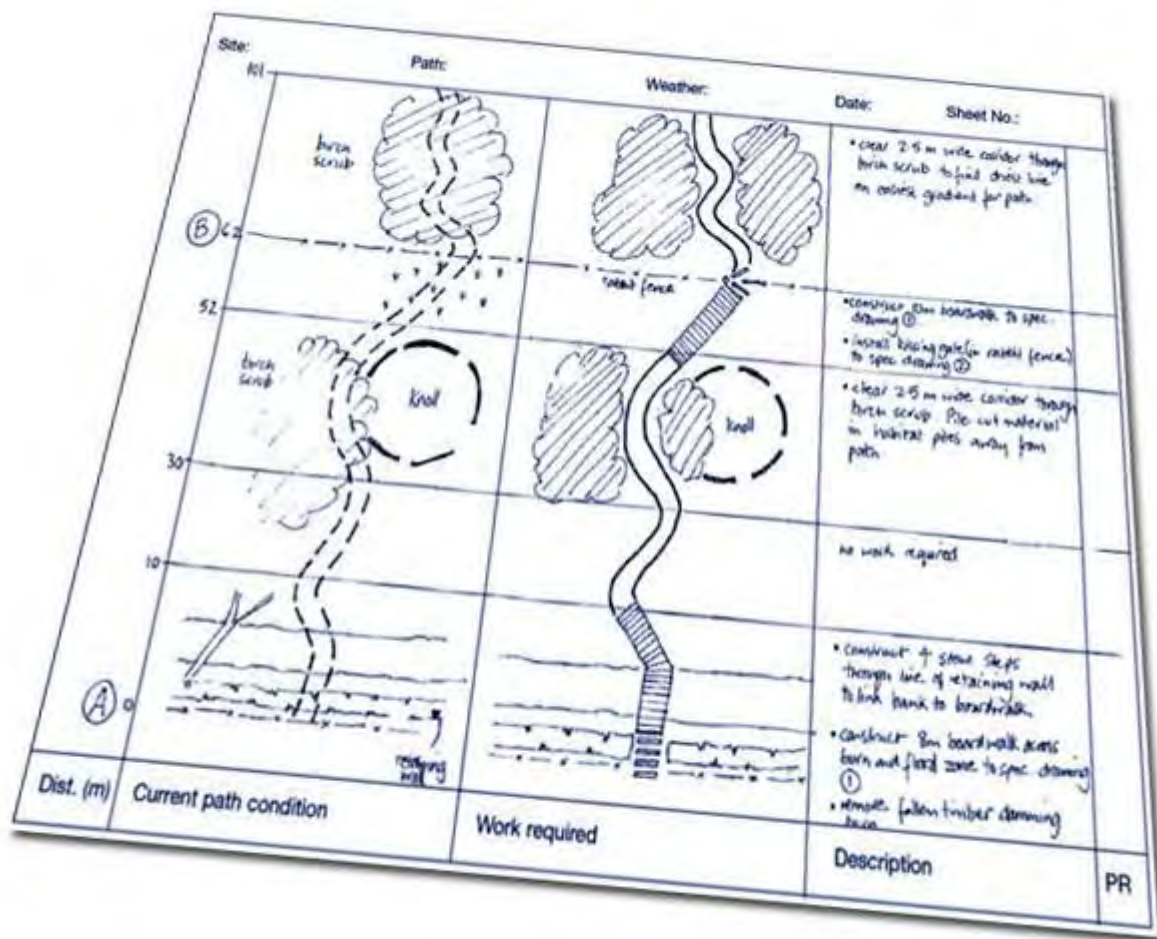 Site: Path: Weather: Date: Sheet No.:
101
birch
scrub
B 62
52
birch
scrub
Knoll
30
10
A 0
retaining
wall
rabbit fence
Knoll
• clear 2.5m wide corridor through
birch scrub to find line
on easiest gradient for path.
• construct 10m boardwalk to spec.
drawing ①
• install kissing gate (in rabbit fence)
to spec drawing ②
• clear 2.5m wide corridor through
birch scrub. Pile cut material
in habitat piles away from
path
no work required
• construct 4 stone steps
through line of retaining wall
to link bank to boardwalk.
• construct 8m boardwalk across
burn and flood zone to spec drawing
①
• remove fallen timber damming
burn
Dist. (m) Current path condition Work required Description PR